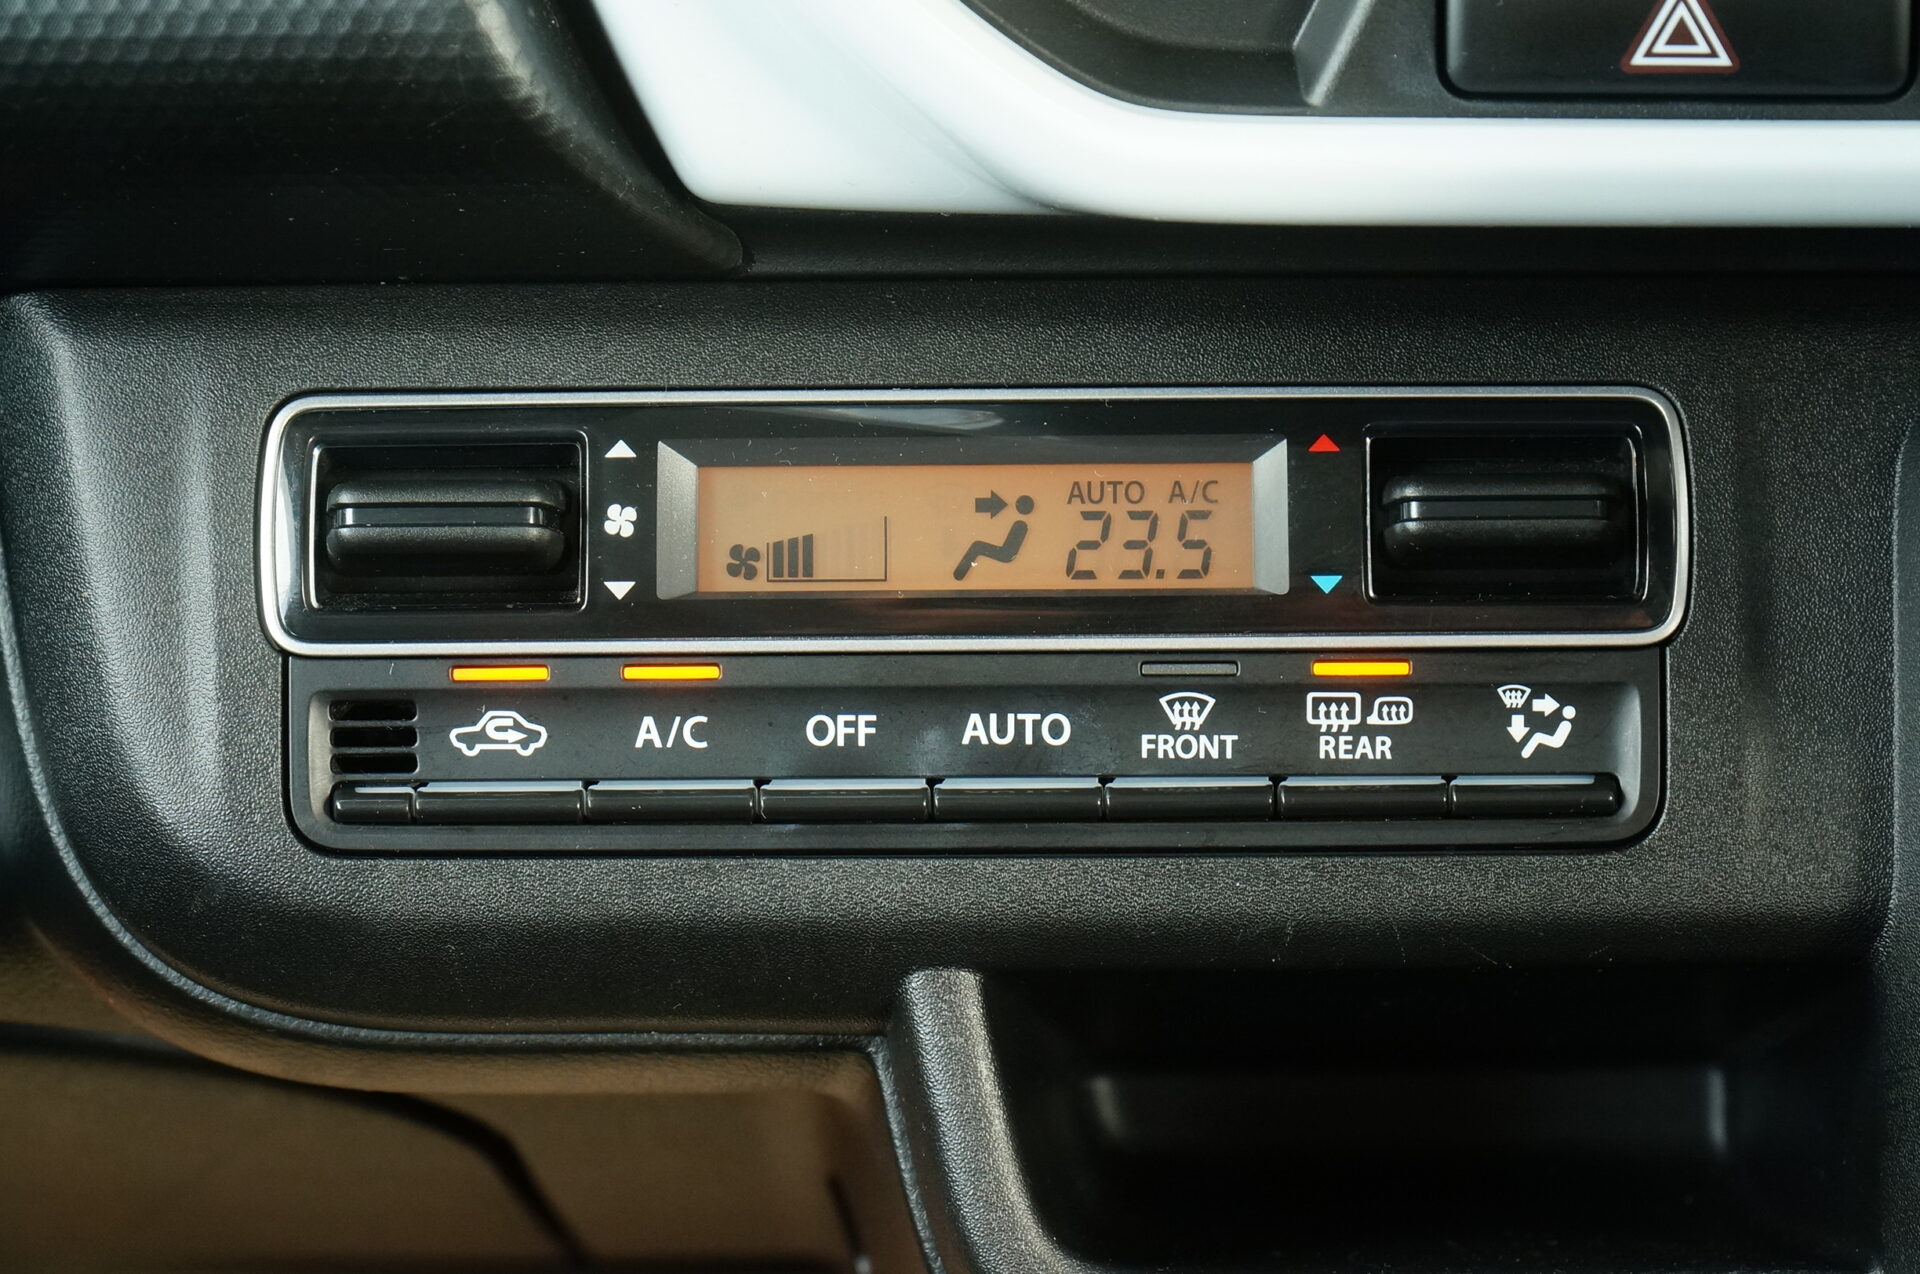 AUTO A/C
23.5
A/C OFF AUTO FRONT REAR